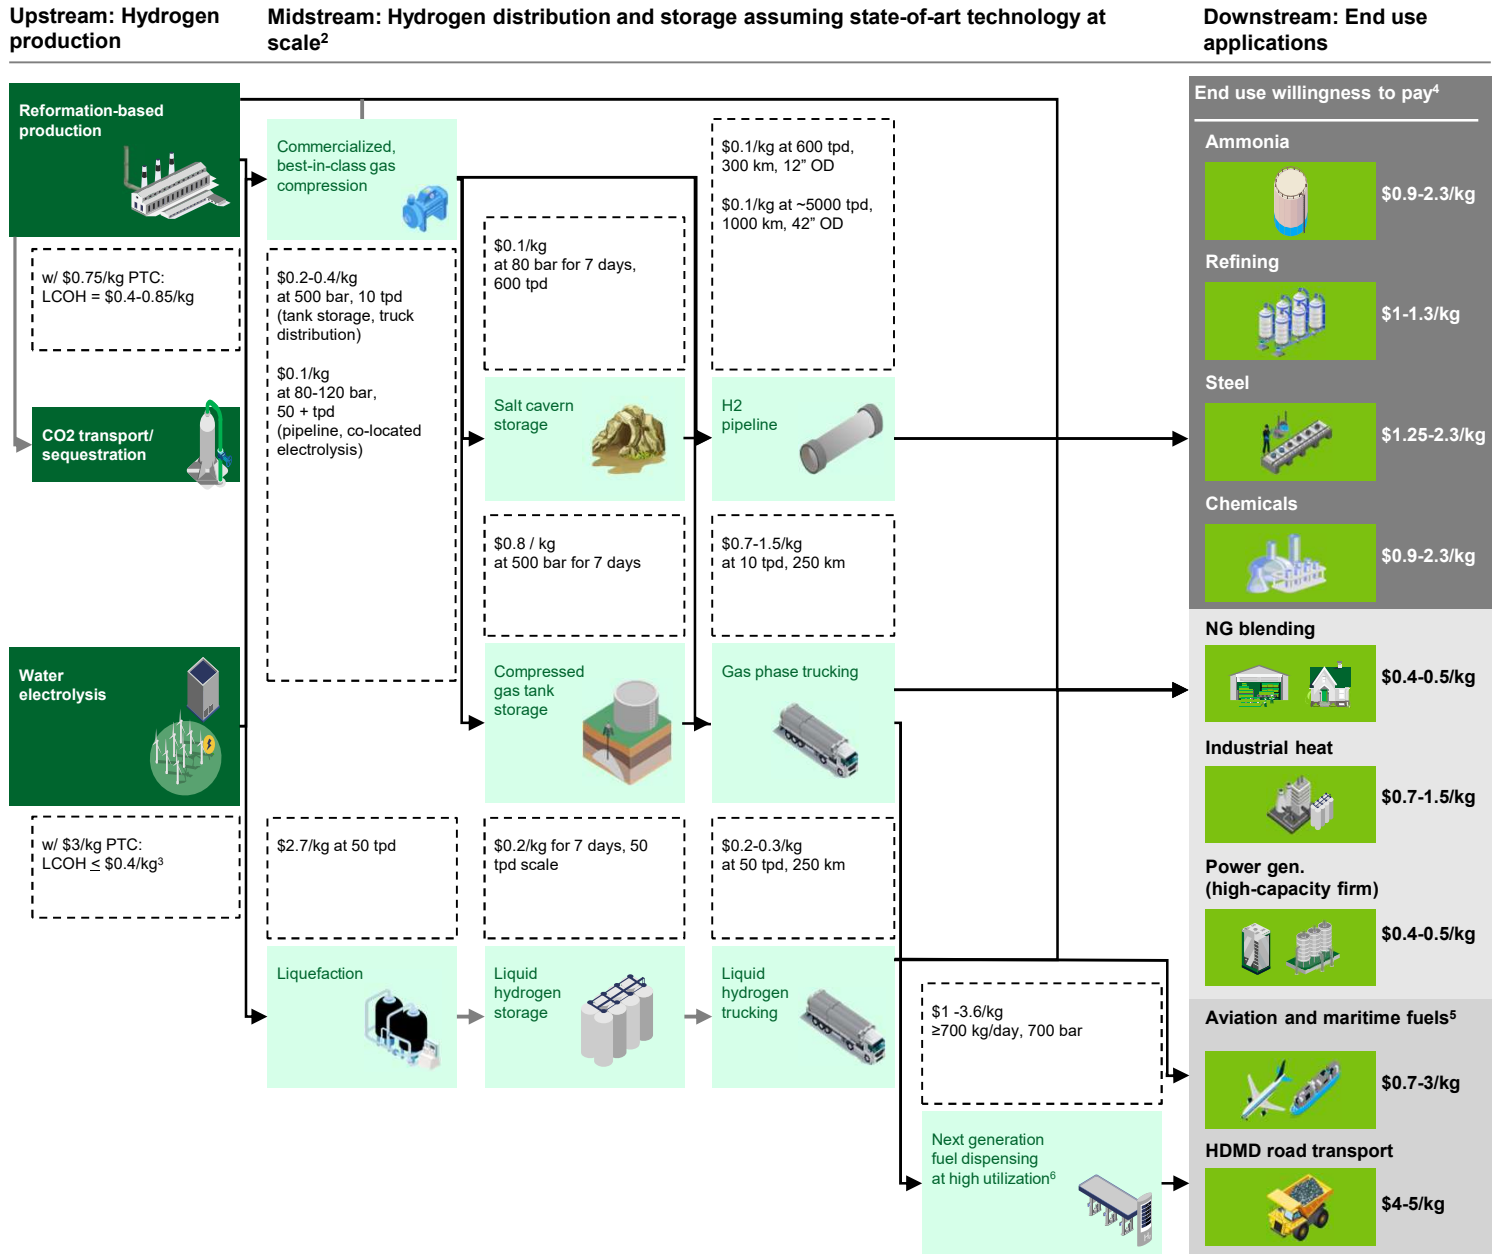 Upstream: Hydrogen
production
Midstream: Hydrogen distribution and storage assuming state-of-art technology at
scale²
Downstream: End use
applications
Reformation-based
production
w/ $0.75/kg PTC:
LCOH = $0.4-0.85/kg
CO2 transport/
sequestration
Water
electrolysis
w/ $3/kg PTC:
LCOH ≤ $0.4/kg³
Commercialized,
best-in-class gas
compression
$0.2-0.4/kg
at 500 bar, 10 tpd
(tank storage, truck
distribution)
$0.1/kg
at 80-120 bar,
50 + tpd
(pipeline, co-located
electrolysis)
$2.7/kg at 50 tpd
Liquefaction
$0.1/kg
at 80 bar for 7 days,
600 tpd
Salt cavern
storage
$0.8 / kg
at 500 bar for 7 days
Compressed
gas tank
storage
$0.2/kg for 7 days, 50
tpd scale
Liquid
hydrogen
storage
$0.1/kg at 600 tpd,
300 km, 12” OD
$0.1/kg at ~5000 tpd,
1000 km, 42” OD
H2
pipeline
$0.7-1.5/kg
at 10 tpd, 250 km
Gas phase trucking
$0.2-0.3/kg
at 50 tpd, 250 km
Liquid
hydrogen
trucking
$1 -3.6/kg
≥700 kg/day, 700 bar
Next generation
fuel dispensing
at high utilization⁶
End use willingness to pay⁴
Ammonia
$0.9-2.3/kg
Refining
$1-1.3/kg
Steel
$1.25-2.3/kg
Chemicals
$0.9-2.3/kg
NG blending
$0.4-0.5/kg
Industrial heat
$0.7-1.5/kg
Power gen.
(high-capacity firm)
$0.4-0.5/kg
Aviation and maritime fuels⁵
$0.7-3/kg
HDMD road transport
$4-5/kg